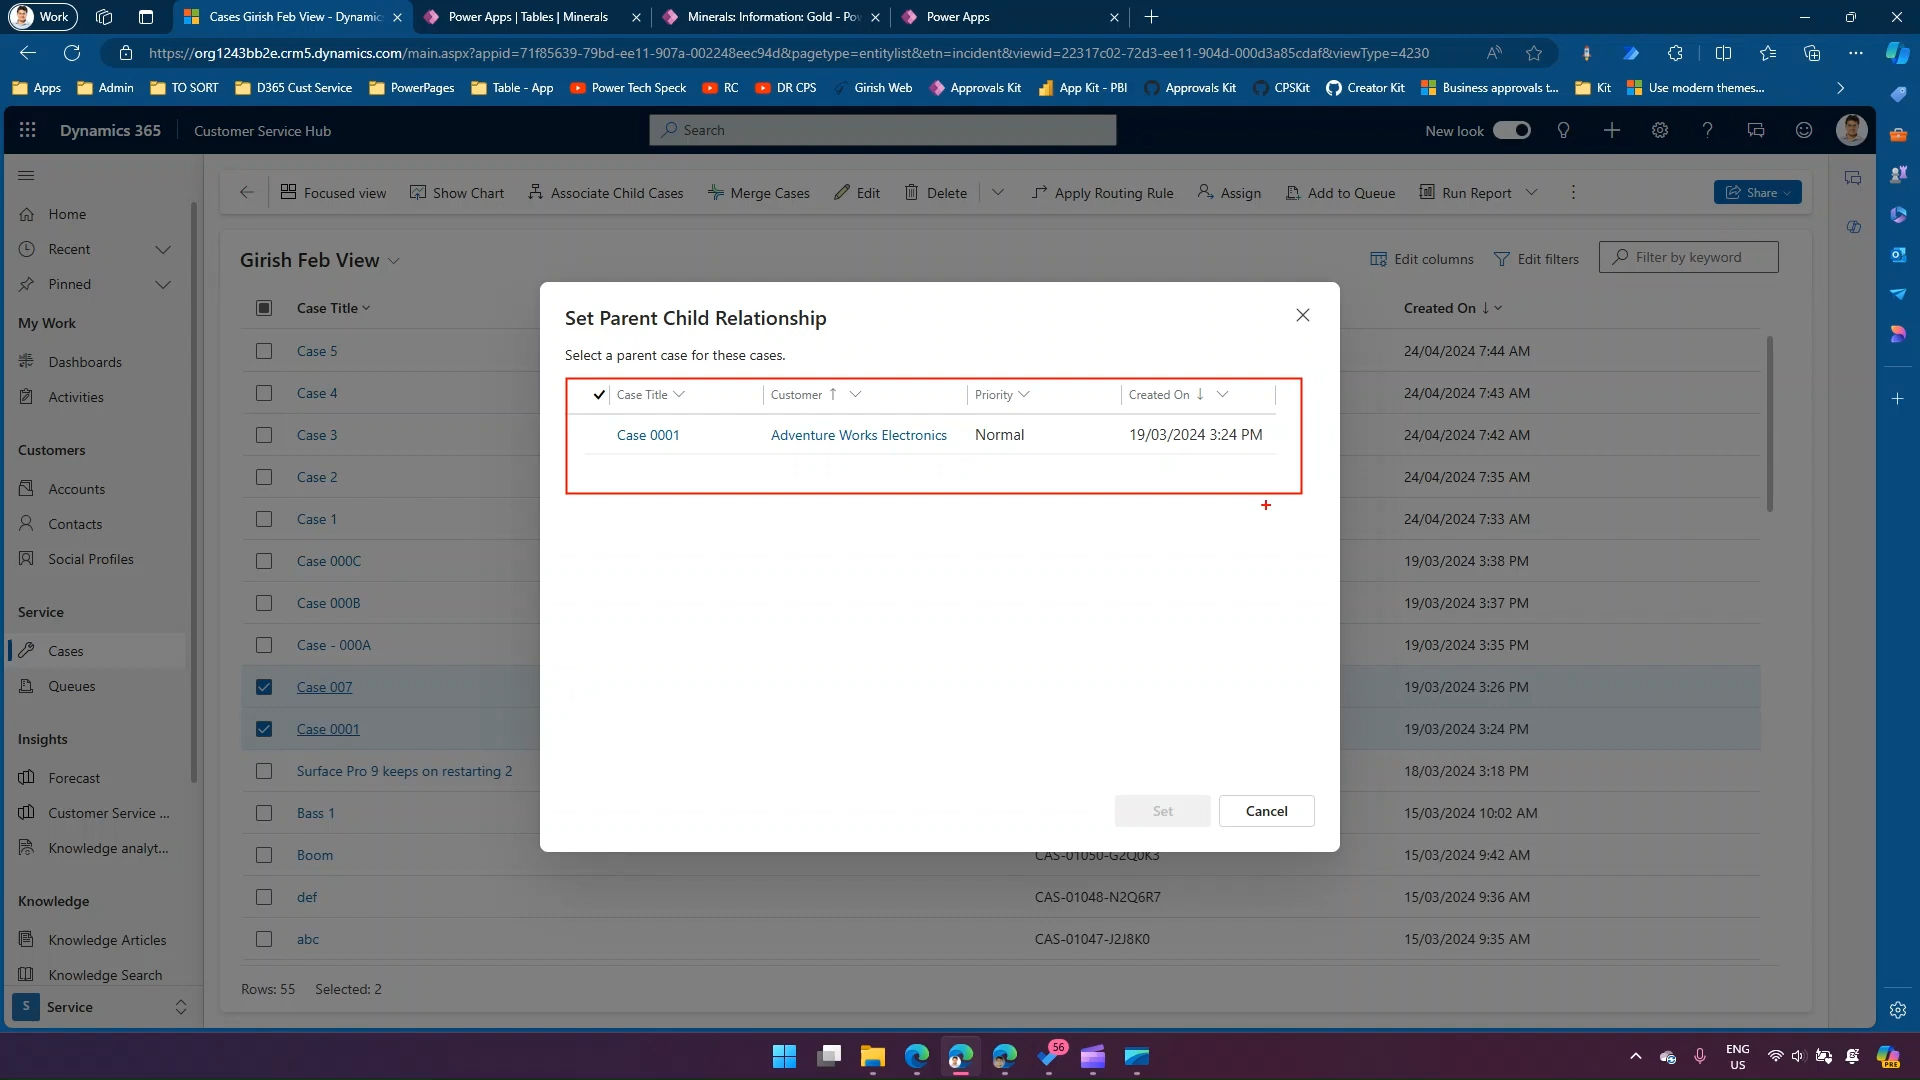 Work
Cases Girish Feb View - Dynamic
Power Apps | Tables | Minerals
Minerals: Information: Gold - Pow
Power Apps
https://org1243bb2e.crm5.dynamics.com/main.aspx?appid=71f85639-79bd-ee11-907a-002248eec94d&pagetype=entitylist&etn=incident&viewid=22317c02-72d3-ee11-904d-000d3a85cdaf&viewType=4230
Apps
Admin
TO SORT
D365 Cust Service
PowerPages
Table - App
Power Tech Speck
RC
DR CPS
Girish Web
Approvals Kit
App Kit - PBI
Approvals Kit
CPSKit
Creator Kit
Business approvals t...
Kit
Use modern themes...
Dynamics 365
Customer Service Hub
Search
New look
Focused view
Show Chart
Associate Child Cases
Merge Cases
Edit
Delete
Apply Routing Rule
Assign
Add to Queue
Run Report
Share
Home
Recent
Pinned
My Work
Dashboards
Activities
Customers
Accounts
Contacts
Social Profiles
Service
Cases
Queues
Insights
Forecast
Customer Service ...
Knowledge analyt...
Knowledge
Knowledge Articles
Knowledge Search
S Service
Girish Feb View
Edit columns
Edit filters
Filter by keyword
Case Title
Created On
Case 5
24/04/2024 7:44 AM
Case 4
24/04/2024 7:43 AM
Case 3
24/04/2024 7:42 AM
Case 2
24/04/2024 7:35 AM
Case 1
24/04/2024 7:33 AM
Case 000C
19/03/2024 3:38 PM
Case 000B
19/03/2024 3:37 PM
Case - 000A
19/03/2024 3:35 PM
Case 007
19/03/2024 3:26 PM
Case 0001
19/03/2024 3:24 PM
Surface Pro 9 keeps on restarting 2
18/03/2024 3:18 PM
Bass 1
15/03/2024 10:02 AM
Boom
CAS-01050-G2Q0K3
15/03/2024 9:42 AM
def
CAS-01048-N2Q6R7
15/03/2024 9:36 AM
abc
CAS-01047-J2J8K0
15/03/2024 9:35 AM
Rows: 55
Selected: 2
Set Parent Child Relationship
Select a parent case for these cases.
Case Title
Customer
Priority
Created On
Case 0001
Adventure Works Electronics
Normal
19/03/2024 3:24 PM
Set
Cancel
56
ENG
US
PRE